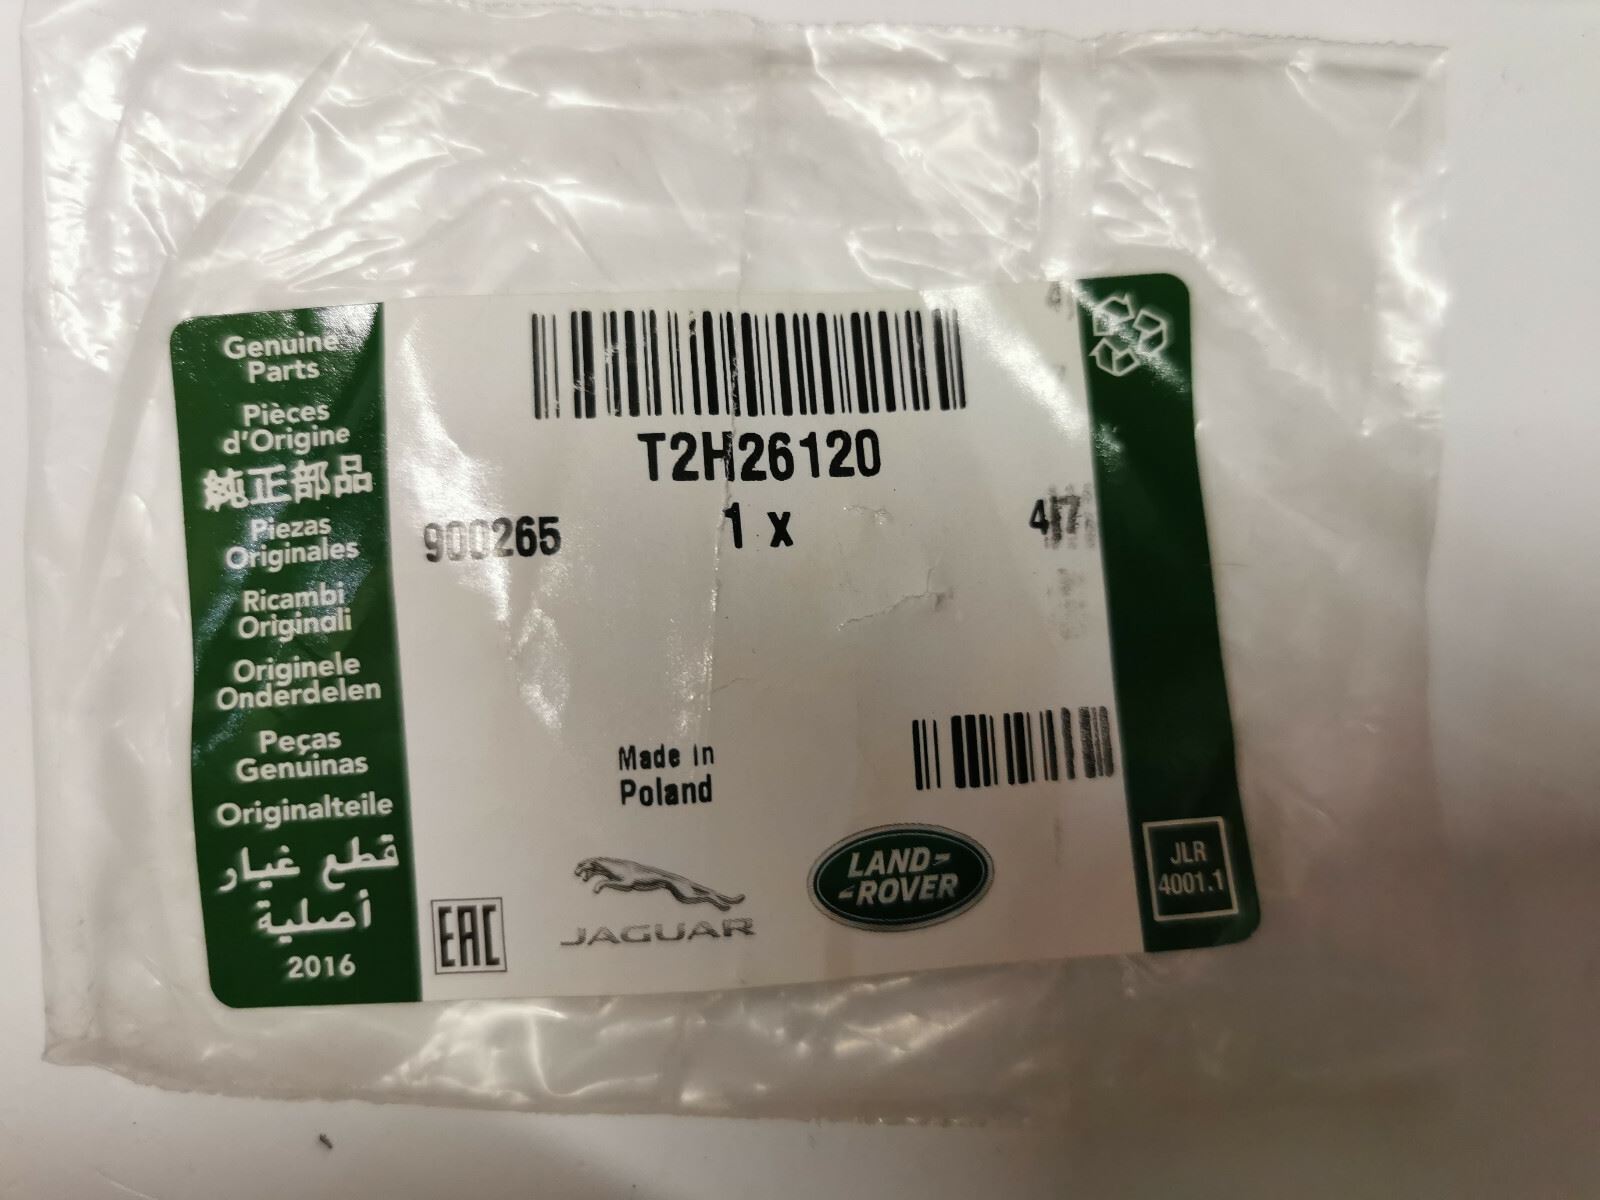 Genuine
Parts
Pièces
d'Origine
純正部品
Piezas
Originales
Ricambi
Originali
Originele
Onderdelen
Peças
Genuinas
Originalteile
قطع غيار
أصلية
2016
T2H26120
900265
1 x
Made in
Poland
EAC
JAGUAR
LAND-
-ROVER
JLR
4001.1